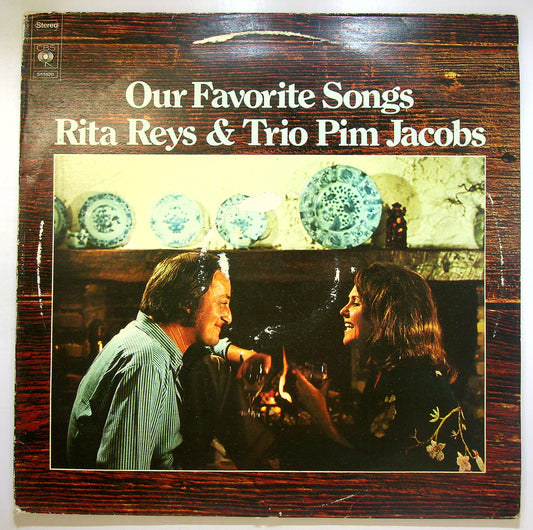 Stereo
CBS
Our Favorite Songs
Rita Reys & Trio Pim Jacobs